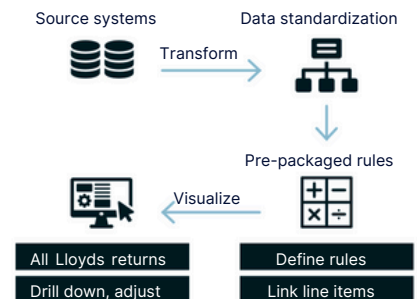 Source systems
Data standardization
Transform
Pre-packaged rules
Visualize
All Lloyds returns
Define rules
Drill down, adjust
Link line items